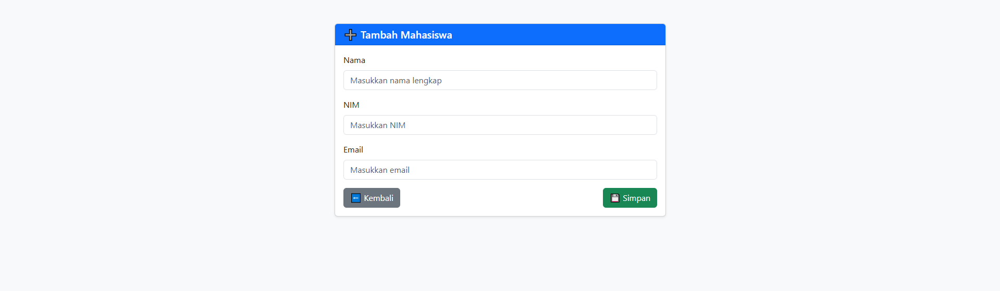 ➕ Tambah Mahasiswa
Nama
Masukkan nama lengkap
NIM
Masukkan NIM
Email
Masukkan email
⬅ Kembali
💾 Simpan